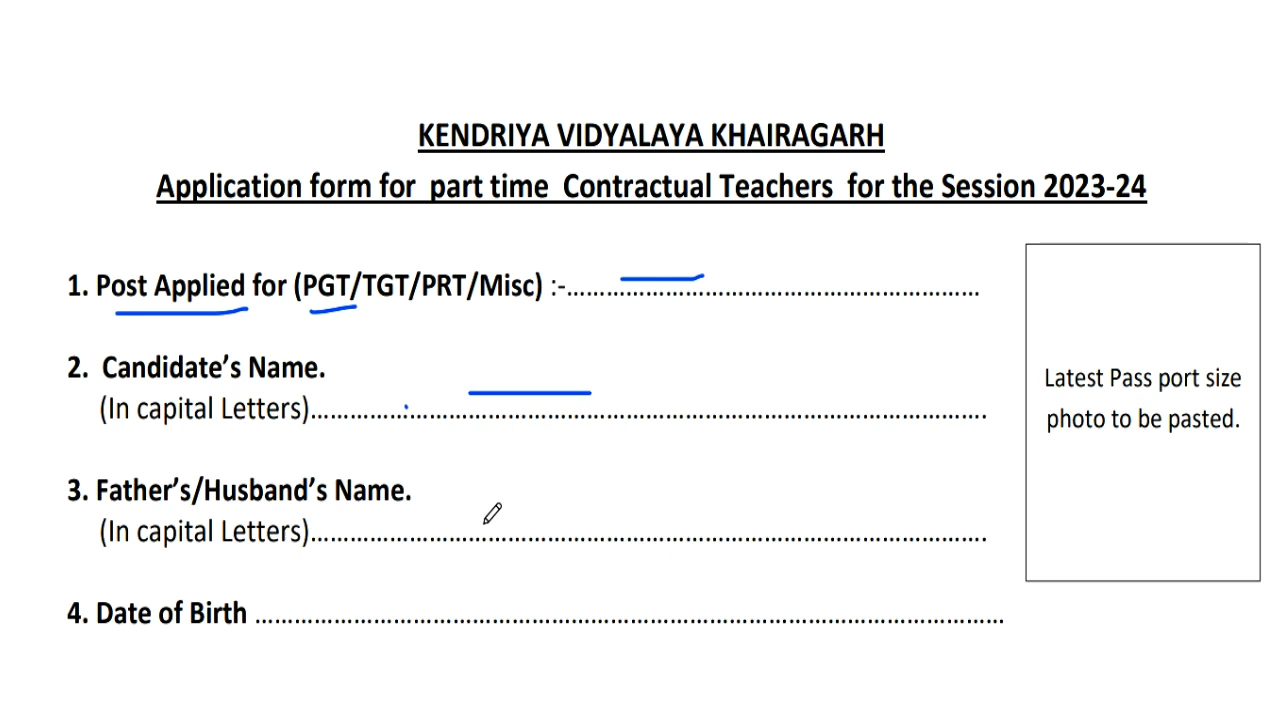 KENDRIYA VIDYALAYA KHAIRAGARH
Application form for part time Contractual Teachers for the Session 2023-24
1. Post Applied for (PGT/TGT/PRT/Misc) :-..........................................................
2. Candidate’s Name.
(In capital Letters)....................................................................................
3. Father’s/Husband’s Name.
(In capital Letters)....................................................................................
4. Date of Birth ....................................................................................
Latest Pass port size
photo to be pasted.